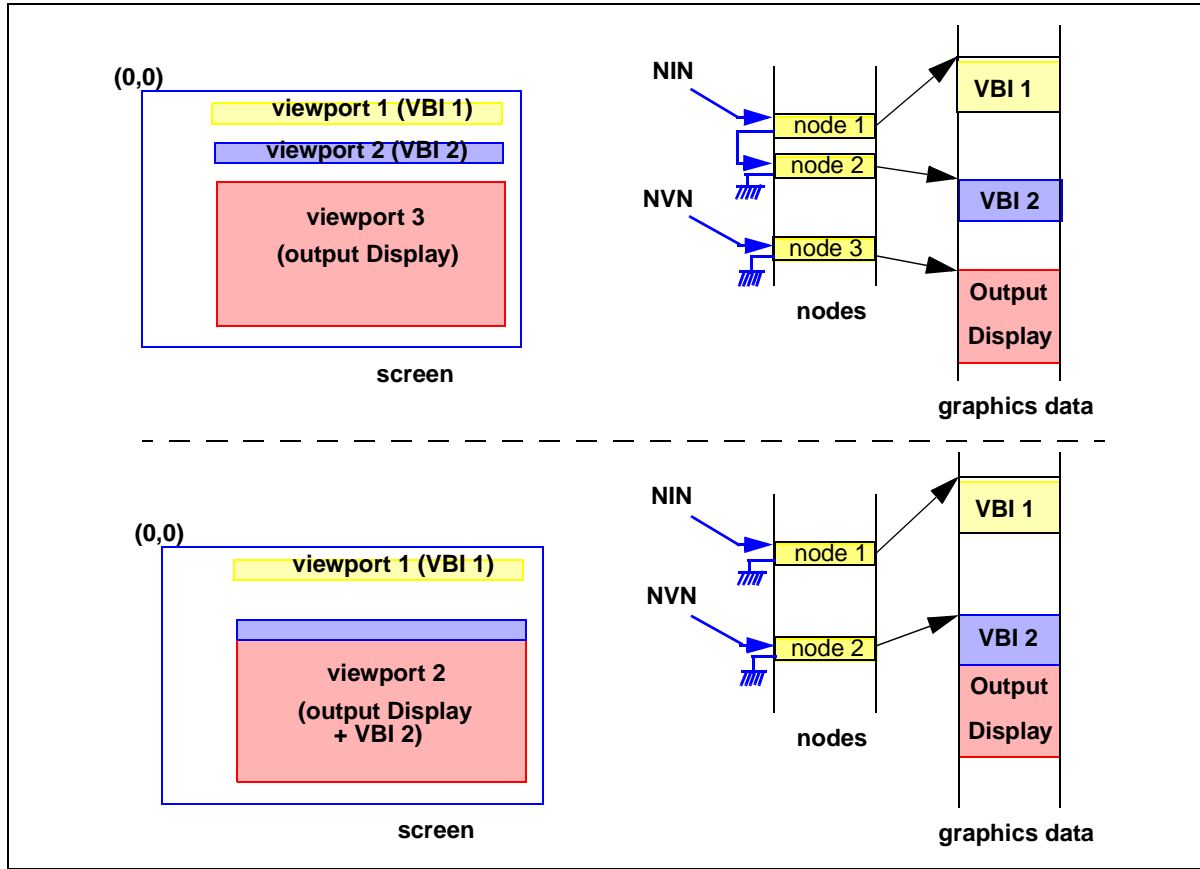 (0,0)
viewport 1 (VBI 1)
viewport 2 (VBI 2)
viewport 3
(output Display)
screen
NIN
NVN
node 1
node 2
node 3
nodes
VBI 1
VBI 2
Output
Display
graphics data
(0,0)
viewport 1 (VBI 1)
viewport 2
(output Display
+ VBI 2)
screen
NIN
NVN
node 1
node 2
nodes
VBI 1
VBI 2
Output
Display
graphics data